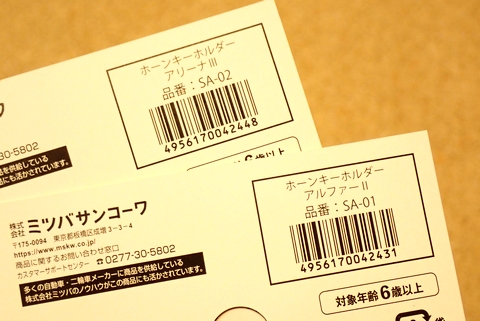 ホーンキーホルダー
アリーナⅢ
品番:SA-02
4956170042448
0277-30-5802
品を供給している
品にも活かされています。
6歳以上
ホーンキーホルダー
アルファーⅡ
品番:SA-01
4956170042431
株式会社 ミツバサンコーワ
〒175-0094 東京都板橋区成増3-3-4
https://www.mskw.co.jp/
商品に関するお問い合わせ窓口
カスタマーサポートセンター ☎0277-30-5802
多くの自動車・二輪車メーカーに商品を供給している
株式会社ミツバのノウハウがこの商品にも活かされています。
対象年齢6歳以上